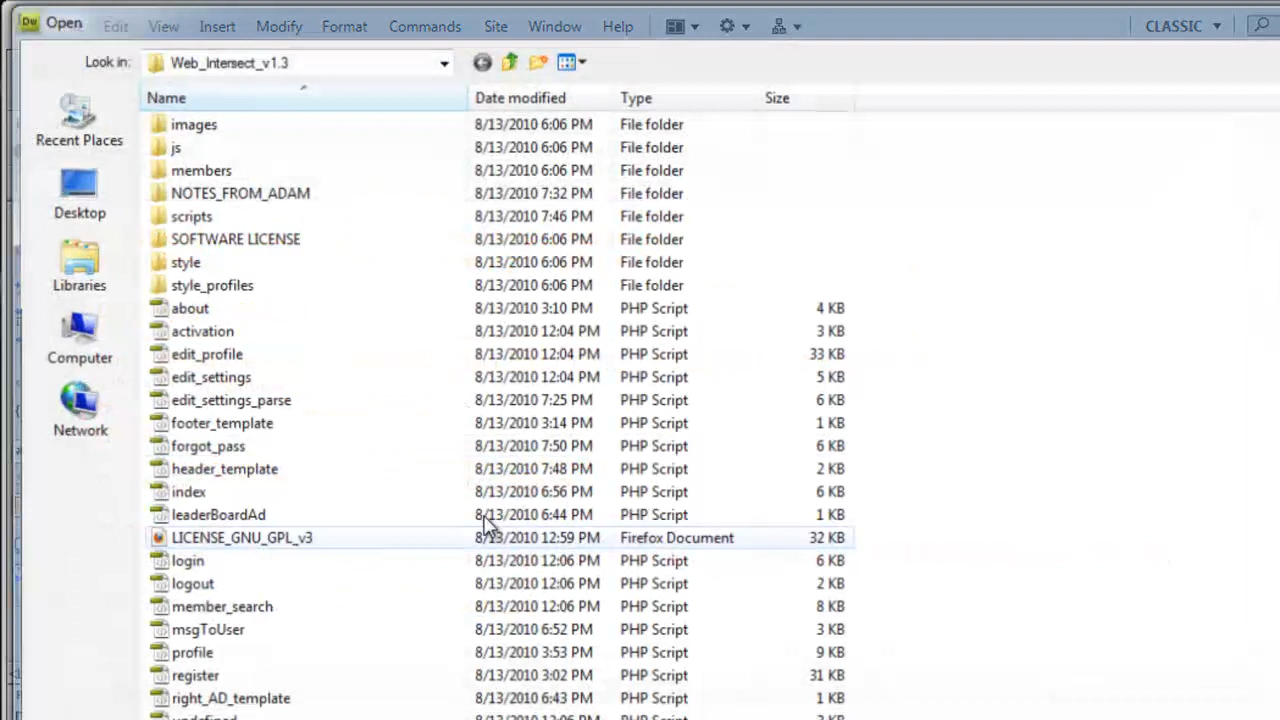 Dw Open Edit View Insert Modify Format Commands Site Window Help CLASSIC
Look in: Web_Intersect_v1.3
Name Date modified Type Size
Recent Places
Desktop
Libraries
Computer
Network
images 8/13/2010 6:06 PM File folder
js 8/13/2010 6:06 PM File folder
members 8/13/2010 6:06 PM File folder
NOTES_FROM_ADAM 8/13/2010 7:32 PM File folder
scripts 8/13/2010 7:46 PM File folder
SOFTWARE LICENSE 8/13/2010 6:06 PM File folder
style 8/13/2010 6:06 PM File folder
style_profiles 8/13/2010 6:06 PM File folder
about 8/13/2010 3:10 PM PHP Script 4 KB
activation 8/13/2010 12:04 PM PHP Script 3 KB
edit_profile 8/13/2010 12:04 PM PHP Script 33 KB
edit_settings 8/13/2010 12:04 PM PHP Script 5 KB
edit_settings_parse 8/13/2010 7:25 PM PHP Script 6 KB
footer_template 8/13/2010 3:14 PM PHP Script 1 KB
forgot_pass 8/13/2010 7:50 PM PHP Script 6 KB
header_template 8/13/2010 7:48 PM PHP Script 2 KB
index 8/13/2010 6:56 PM PHP Script 6 KB
leaderBoardAd 8/13/2010 6:44 PM PHP Script 1 KB
LICENSE_GNU_GPL_v3 8/13/2010 12:59 PM Firefox Document 32 KB
login 8/13/2010 12:06 PM PHP Script 6 KB
logout 8/13/2010 12:06 PM PHP Script 2 KB
member_search 8/13/2010 12:06 PM PHP Script 8 KB
msgToUser 8/13/2010 6:52 PM PHP Script 3 KB
profile 8/13/2010 3:53 PM PHP Script 9 KB
register 8/13/2010 3:02 PM PHP Script 31 KB
right_AD_template 8/13/2010 6:43 PM PHP Script 1 KB